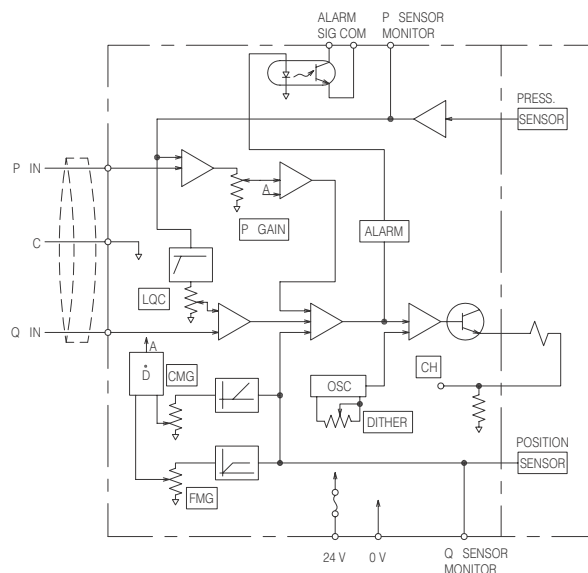 ALARM
SIG COM
P SENSOR
MONITOR
PRESS.
SENSOR
P IN
A
P GAIN
ALARM
C
LQC
Q IN
A
Ḋ
CMG
OSC
CH
DITHER
POSITION
SENSOR
FMG
24 V
0 V
Q SENSOR
MONITOR